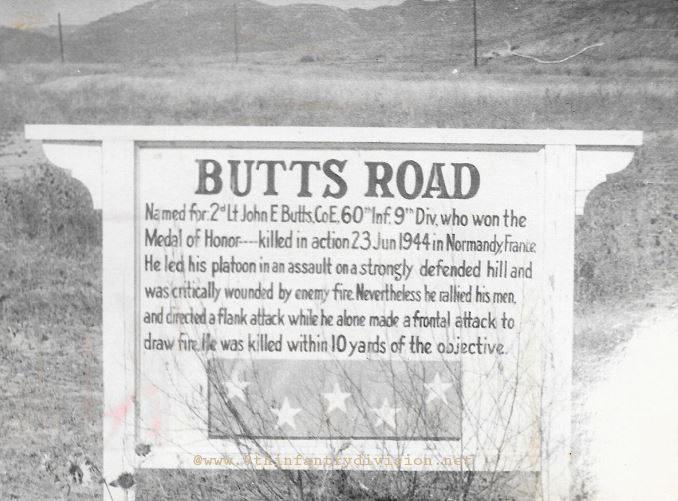 BUTTS ROAD
Named for 2nd Lt John E Butts, Co E, 60th Inf. 9th Div, who won the
Medal of Honor---killed in action 23 Jun 1944 in Normandy, France
He led his platoon in an assault on a strongly defended hill and
was critically wounded by enemy fire. Nevertheless he rallied his men,
and directed a flank attack while he alone made a frontal attack to
draw fire. He was killed within 10 yards of the objective.
@www.9thinfantrydivision.net